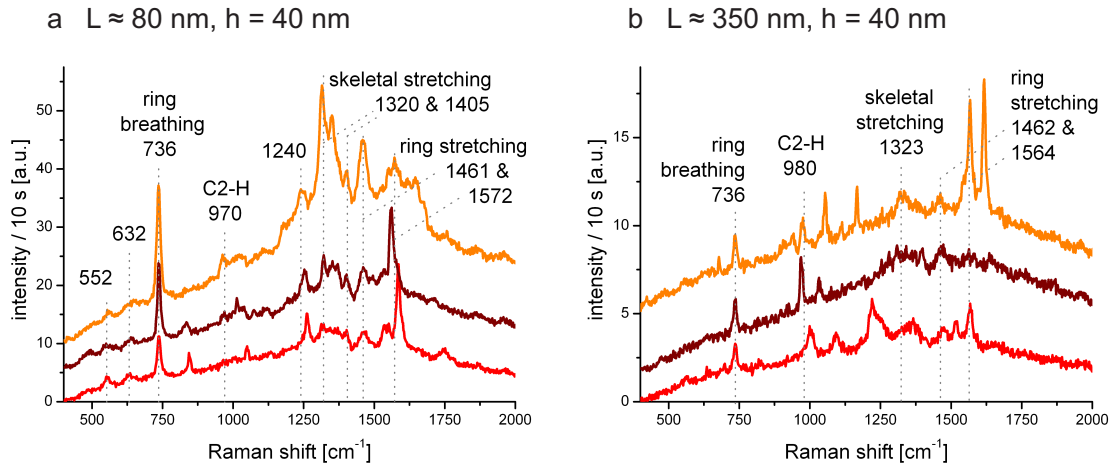 a L ≈ 80 nm, h = 40 nm
intensity / 10 s [a.u.]
50
40
30
20
10
0
ring
breathing
736
632
552
C2-H
970
1240
skeletal stretching
1320 & 1405
ring stretching
1461 &
1572
500 750 1000 1250 1500 1750 2000
Raman shift [cm⁻¹]
b L ≈ 350 nm, h = 40 nm
intensity / 10 s [a.u.]
15
10
5
0
ring
breathing
736
C2-H
980
skeletal
stretching
1323
ring
stretching
1462 &
1564
500 750 1000 1250 1500 1750 2000
Raman shift [cm⁻¹]